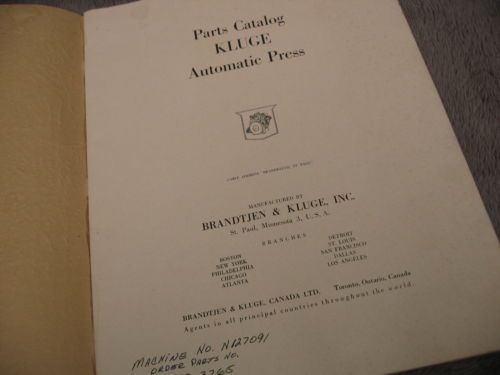 Parts Catalog
KLUGE
Automatic Press
MANUFACTURED BY
BRANDTJEN & KLUGE, INC.
St. Paul, Minnesota 3, U. S. A.
BRANCHES
BOSTON
NEW YORK
PHILADELPHIA
CHICAGO
ATLANTA
DETROIT
ST. LOUIS
SAN FRANCISCO
DALLAS
LOS ANGELES
BRANDTJEN & KLUGE, CANADA LTD. Toronto, Ontario, Canada
Agents in all principal countries throughout the world.
MACHINE NO. N127091
ORDER PARTS NO.
3765